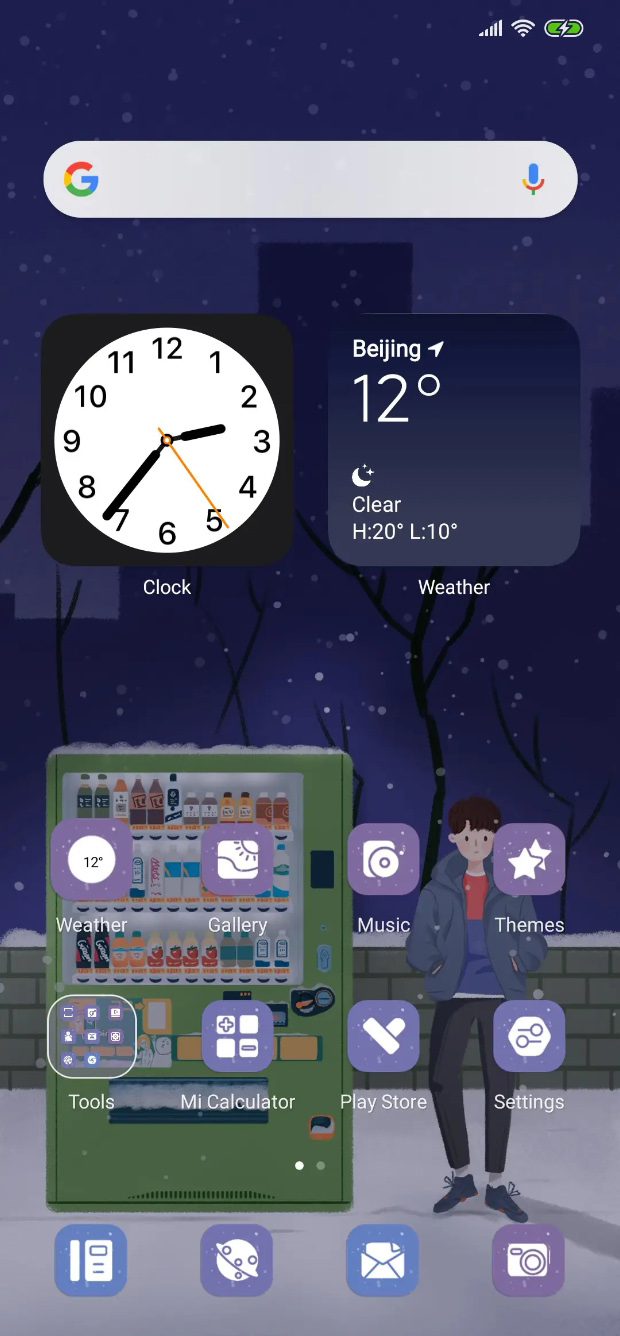 12
11
1
10
2
9
3
8
4
7
5
6
Clock
Beijing
12°
Clear
H:20° L:10°
Weather
12°
Weather
Gallery
Music
Themes
Tools
Mi Calculator
Play Store
Settings